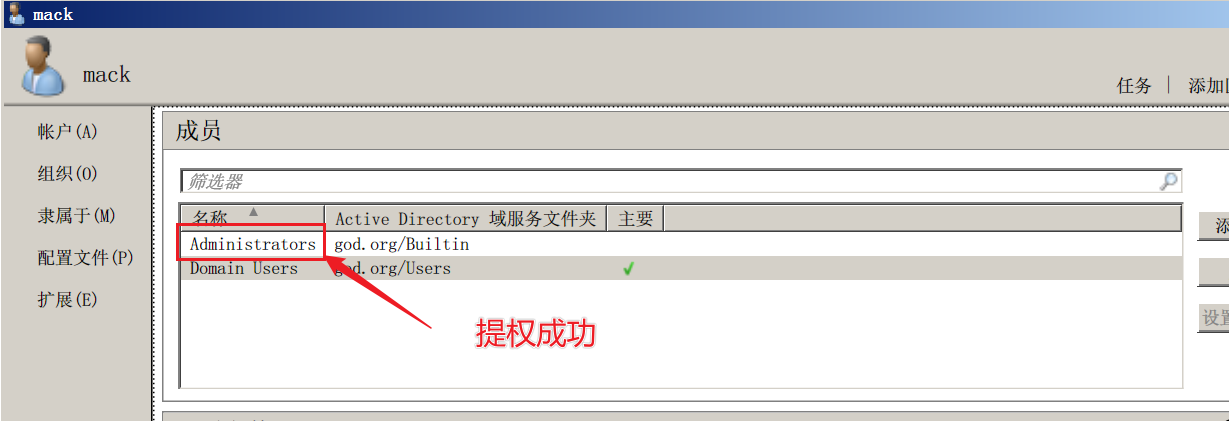 mack
mack
任务 添加
帐户(A)
组织(O)
隶属于(M)
配置文件(P)
扩展(E)
成员
筛选器
名称 Active Directory 域服务文件夹 主要
Administrators god.org/Builtin
Domain Users god.org/Users
提权成功
添
设置